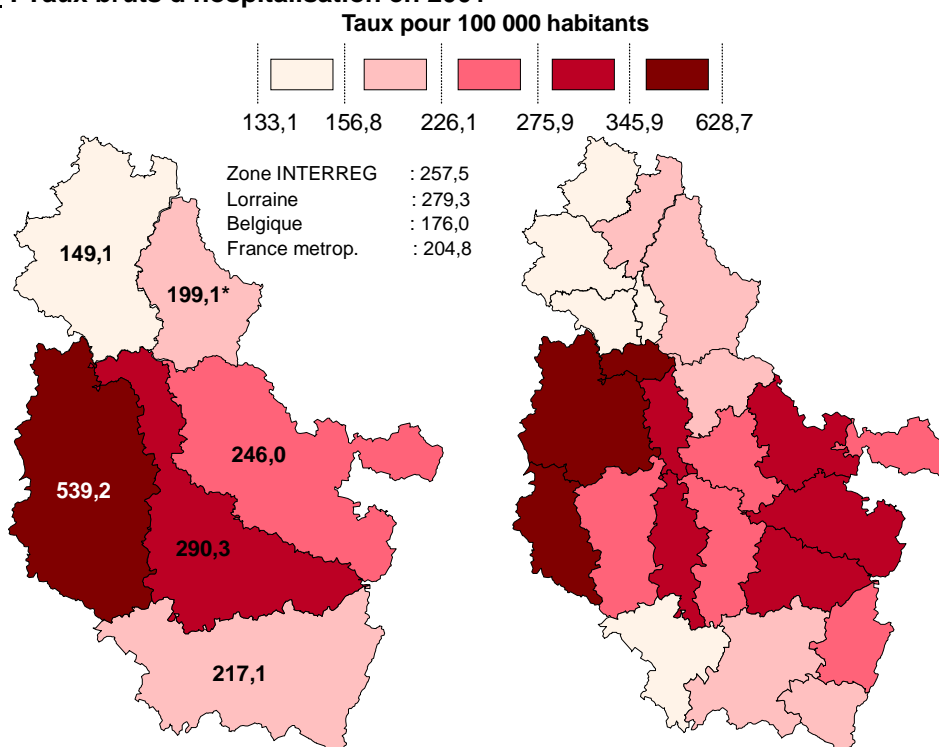 Taux pour 100 000 habitants
133,1 156,8 226,1 275,9 345,9 628,7
Zone INTERREG : 257,5
Lorraine : 279,3
Belgique : 176,0
France metrop. : 204,8
149,1
199,1*
246,0
539,2
290,3
217,1